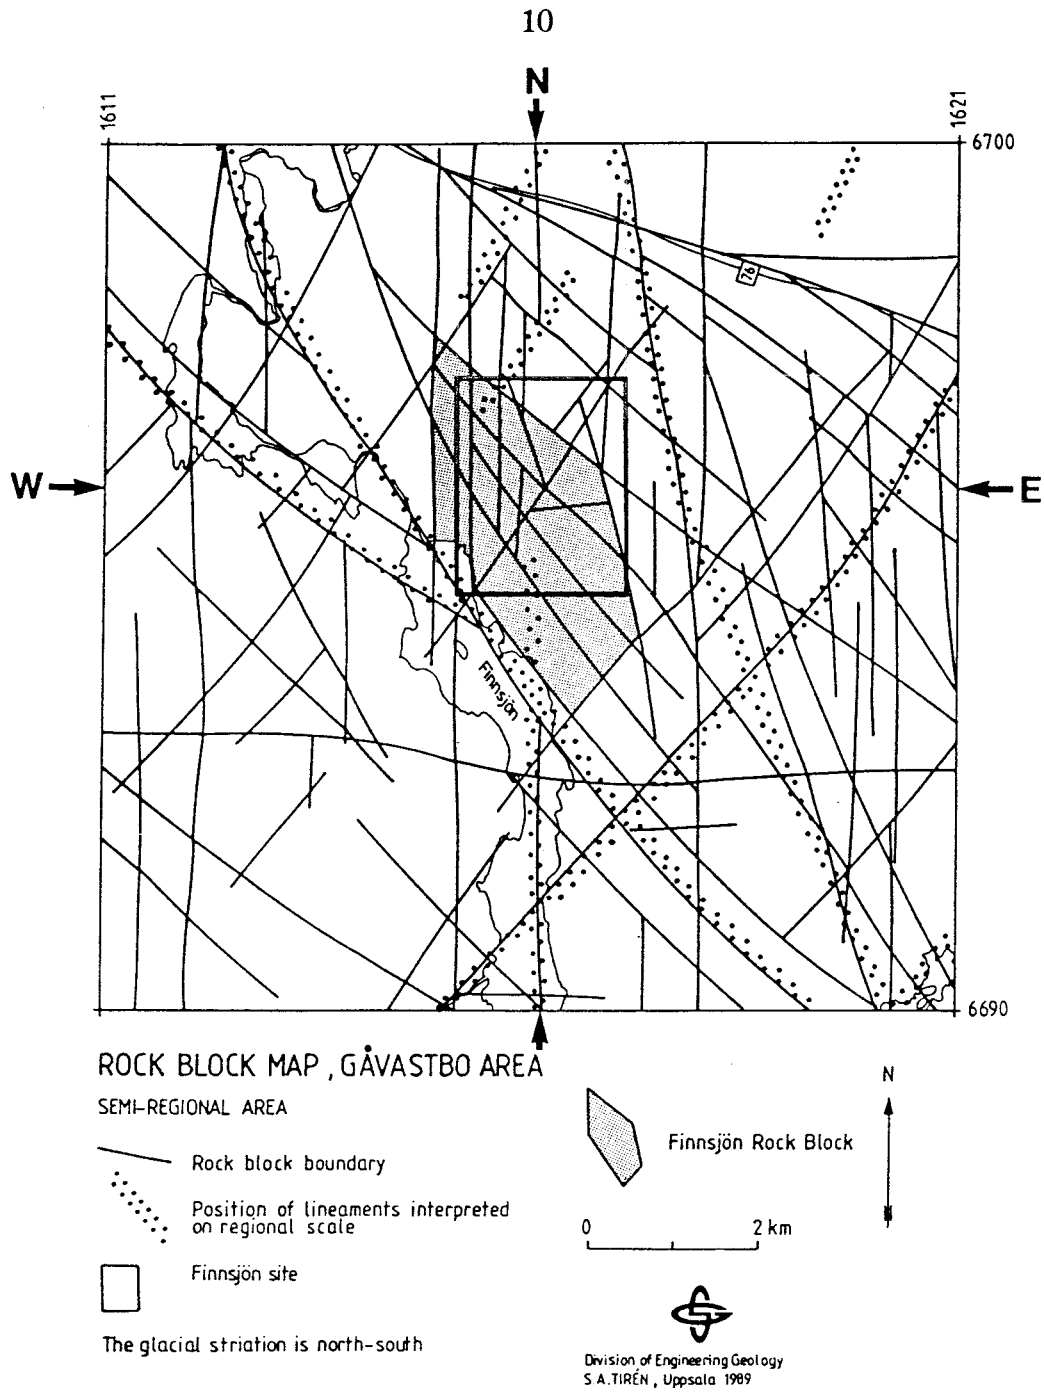 10
N
1611
1621
6700
76
W
E
Finnsjön
6690
ROCK BLOCK MAP , GÅVASTBO AREA
SEMI-REGIONAL AREA
Rock block boundary
Position of lineaments interpreted
on regional scale
Finnsjön site
The glacial striation is north-south
N
Finnsjön Rock Block
0 2 km
Division of Engineering Geology
S.A.TIRÉN , Uppsala 1989